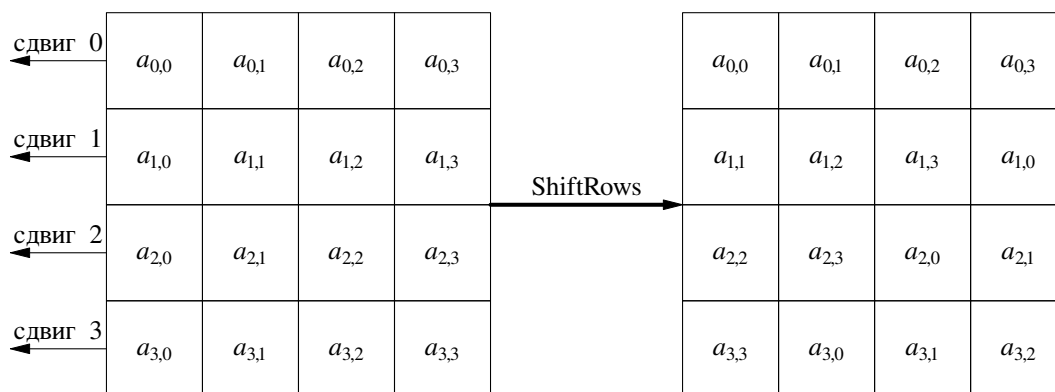 сдвиг 0
a0,0 a0,1 a0,2 a0,3 a0,0 a0,1 a0,2 a0,3
сдвиг 1
a1,0 a1,1 a1,2 a1,3 a1,1 a1,2 a1,3 a1,0
ShiftRows
сдвиг 2
a2,0 a2,1 a2,2 a2,3 a2,2 a2,3 a2,0 a2,1
сдвиг 3
a3,0 a3,1 a3,2 a3,3 a3,3 a3,0 a3,1 a3,2